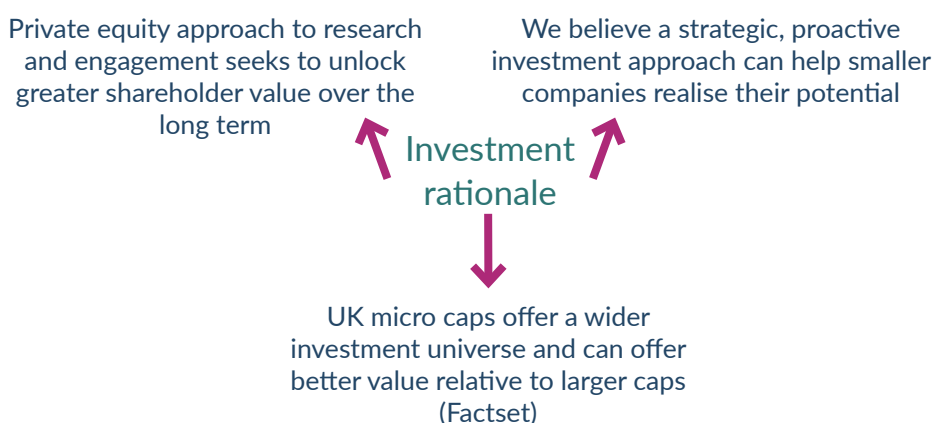 Private equity approach to research
and engagement seeks to unlock
greater shareholder value over the
long term
We believe a strategic, proactive
investment approach can help smaller
companies realise their potential
Investment
rationale
UK micro caps offer a wider
investment universe and can offer
better value relative to larger caps
(Factset)